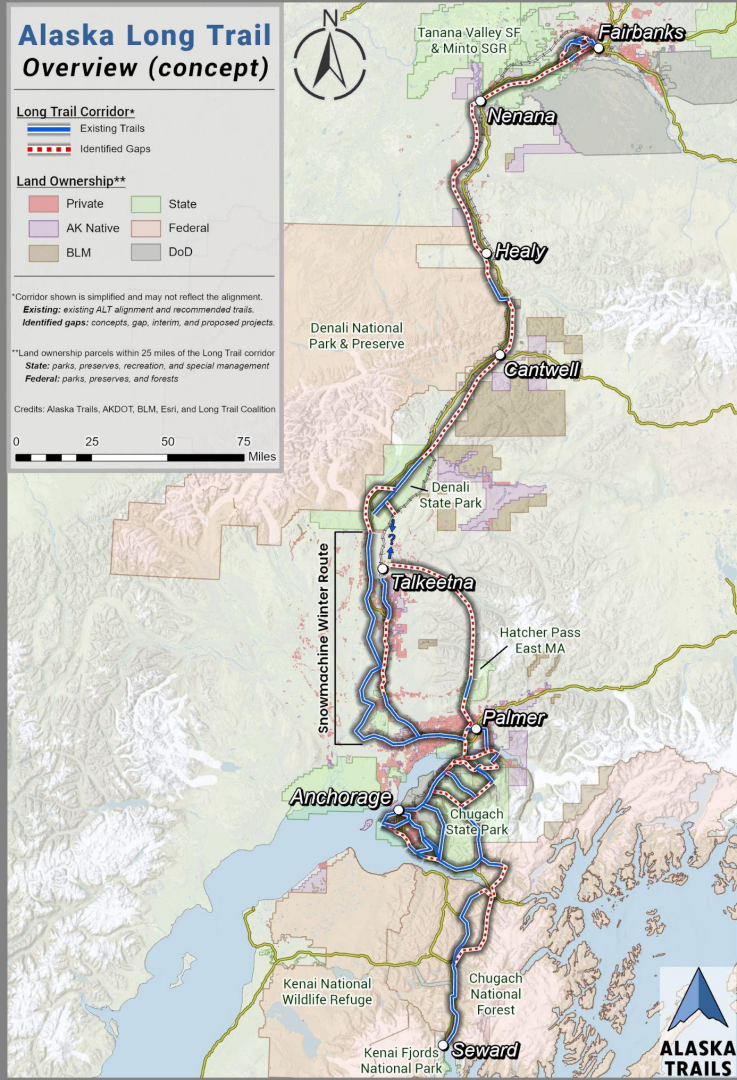 Alaska Long Trail
Overview (concept)
Long Trail Corridor*
Existing Trails
Identified Gaps
Land Ownership**
Private
State
AK Native
Federal
BLM
DoD
*Corridor shown is simplified and may not reflect the alignment.
Existing: existing ALT alignment and recommended trails.
Identified gaps: concepts, gap, interim, and proposed projects.
**Land ownership parcels within 25 miles of the Long Trail corridor
State: parks, preserves, recreation, and special management
Federal: parks, preserves, and forests
Credits: Alaska Trails, AKDOT, BLM, Esri, and Long Trail Coalition
0 25 50 75
Miles
N
Tanana Valley SF
& Minto SGR
Fairbanks
Nenana
Healy
Denali National
Park & Preserve
Cantwell
Denali
State Park
?
Talkeetna
Snowmachine Winter Route
Hatcher Pass
East MA
Palmer
Anchorage
Chugach
State Park
Kenai National
Wildlife Refuge
Chugach
National
Forest
Kenai Fjords
National Park
Seward
ALASKA
TRAILS